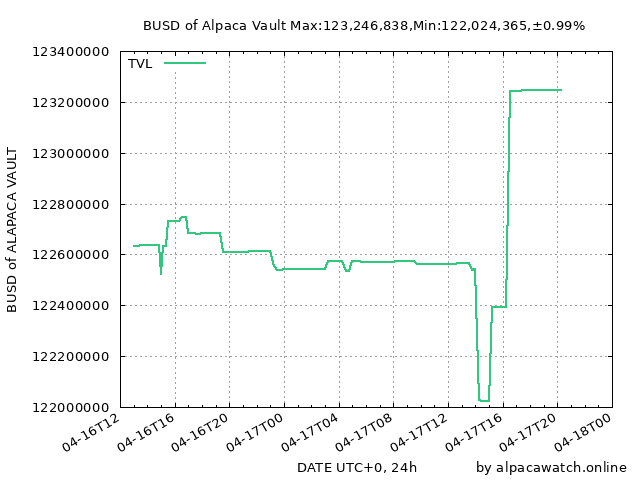 BUSD of Alpaca Vault Max:123,246,838,Min:122,024,365,±0.99%
TVL
123400000
123200000
123000000
122800000
122600000
122400000
122200000
122000000
BUSD of ALAPACA VAULT
04-16T12
04-16T16
04-16T20
04-17T00
04-17T04
04-17T08
04-17T12
04-17T16
04-17T20
04-18T00
DATE UTC+0, 24h
by alpacawatch.online